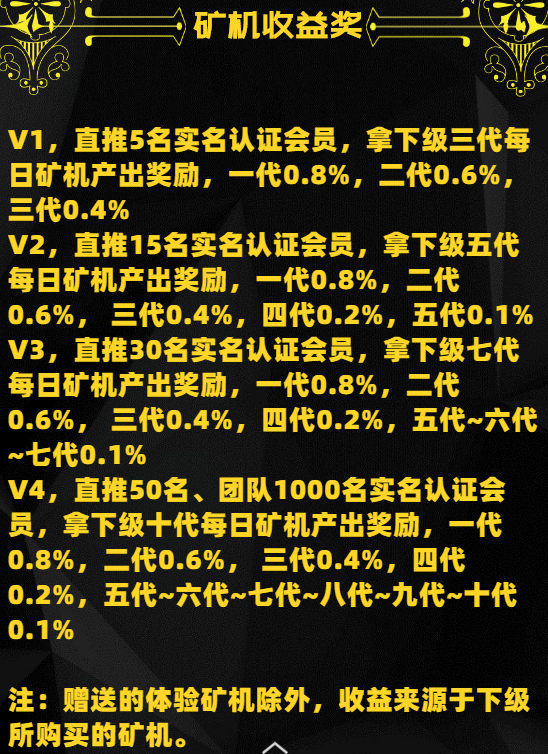 矿机收益奖
V1，直推5名实名认证会员，拿下级三代每
日矿机产出奖励，一代0.8%，二代0.6%，
三代0.4%
V2，直推15名实名认证会员，拿下级五代
每日矿机产出奖励，一代0.8%，二代
0.6%， 三代0.4%，四代0.2%，五代0.1%
V3，直推30名实名认证会员，拿下级七代
每日矿机产出奖励，一代0.8%，二代
0.6%， 三代0.4%，四代0.2%，五代~六代
~七代0.1%
V4，直推50名、团队1000名实名认证会
员，拿下级十代每日矿机产出奖励，一代
0.8%，二代0.6%， 三代0.4%，四代
0.2%，五代~六代~七代~八代~九代~十代
0.1%
注：赠送的体验矿机除外，收益来源于下级
所购买的矿机。